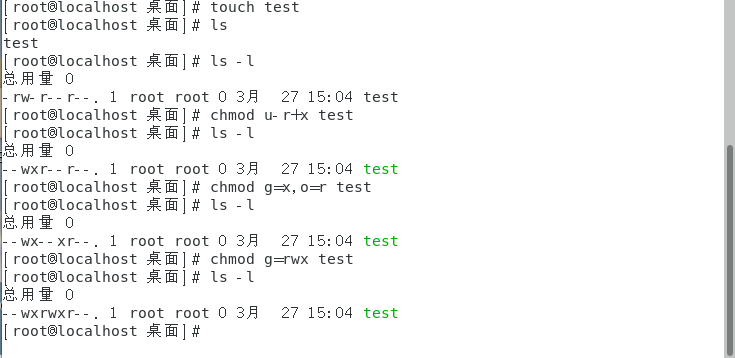 [root@localhost 桌面]# touch test
[root@localhost 桌面]# ls
test
[root@localhost 桌面]# ls -l
总用量 0
-rw-r--r--. 1 root root 0 3月  27 15:04 test
[root@localhost 桌面]# chmod u-r+x test
[root@localhost 桌面]# ls -l
总用量 0
--wxr--r--. 1 root root 0 3月  27 15:04 test
[root@localhost 桌面]# chmod g=x,o=r test
[root@localhost 桌面]# ls -l
总用量 0
--wx--xr--. 1 root root 0 3月  27 15:04 test
[root@localhost 桌面]# chmod g=rwx test
[root@localhost 桌面]# ls -l
总用量 0
--wxrwxr--. 1 root root 0 3月  27 15:04 test
[root@localhost 桌面]#